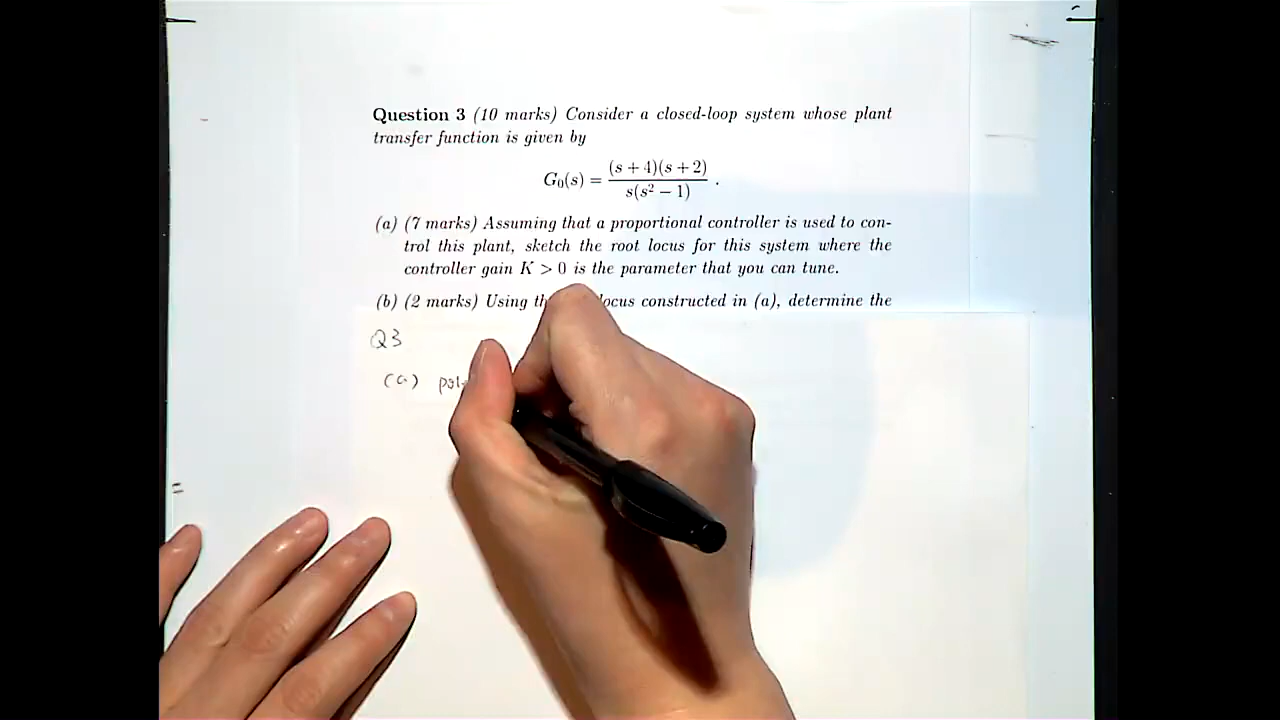 Question 3 (10 marks) Consider a closed-loop system whose plant
transfer function is given by
G₀(s) = (s + 4)(s + 2) / s(s² − 1) .
(a) (7 marks) Assuming that a proportional controller is used to con-
trol this plant, sketch the root locus for this system where the
controller gain K > 0 is the parameter that you can tune.
(b) (2 marks) Using locus constructed in (a), determine the
Q3
(a)